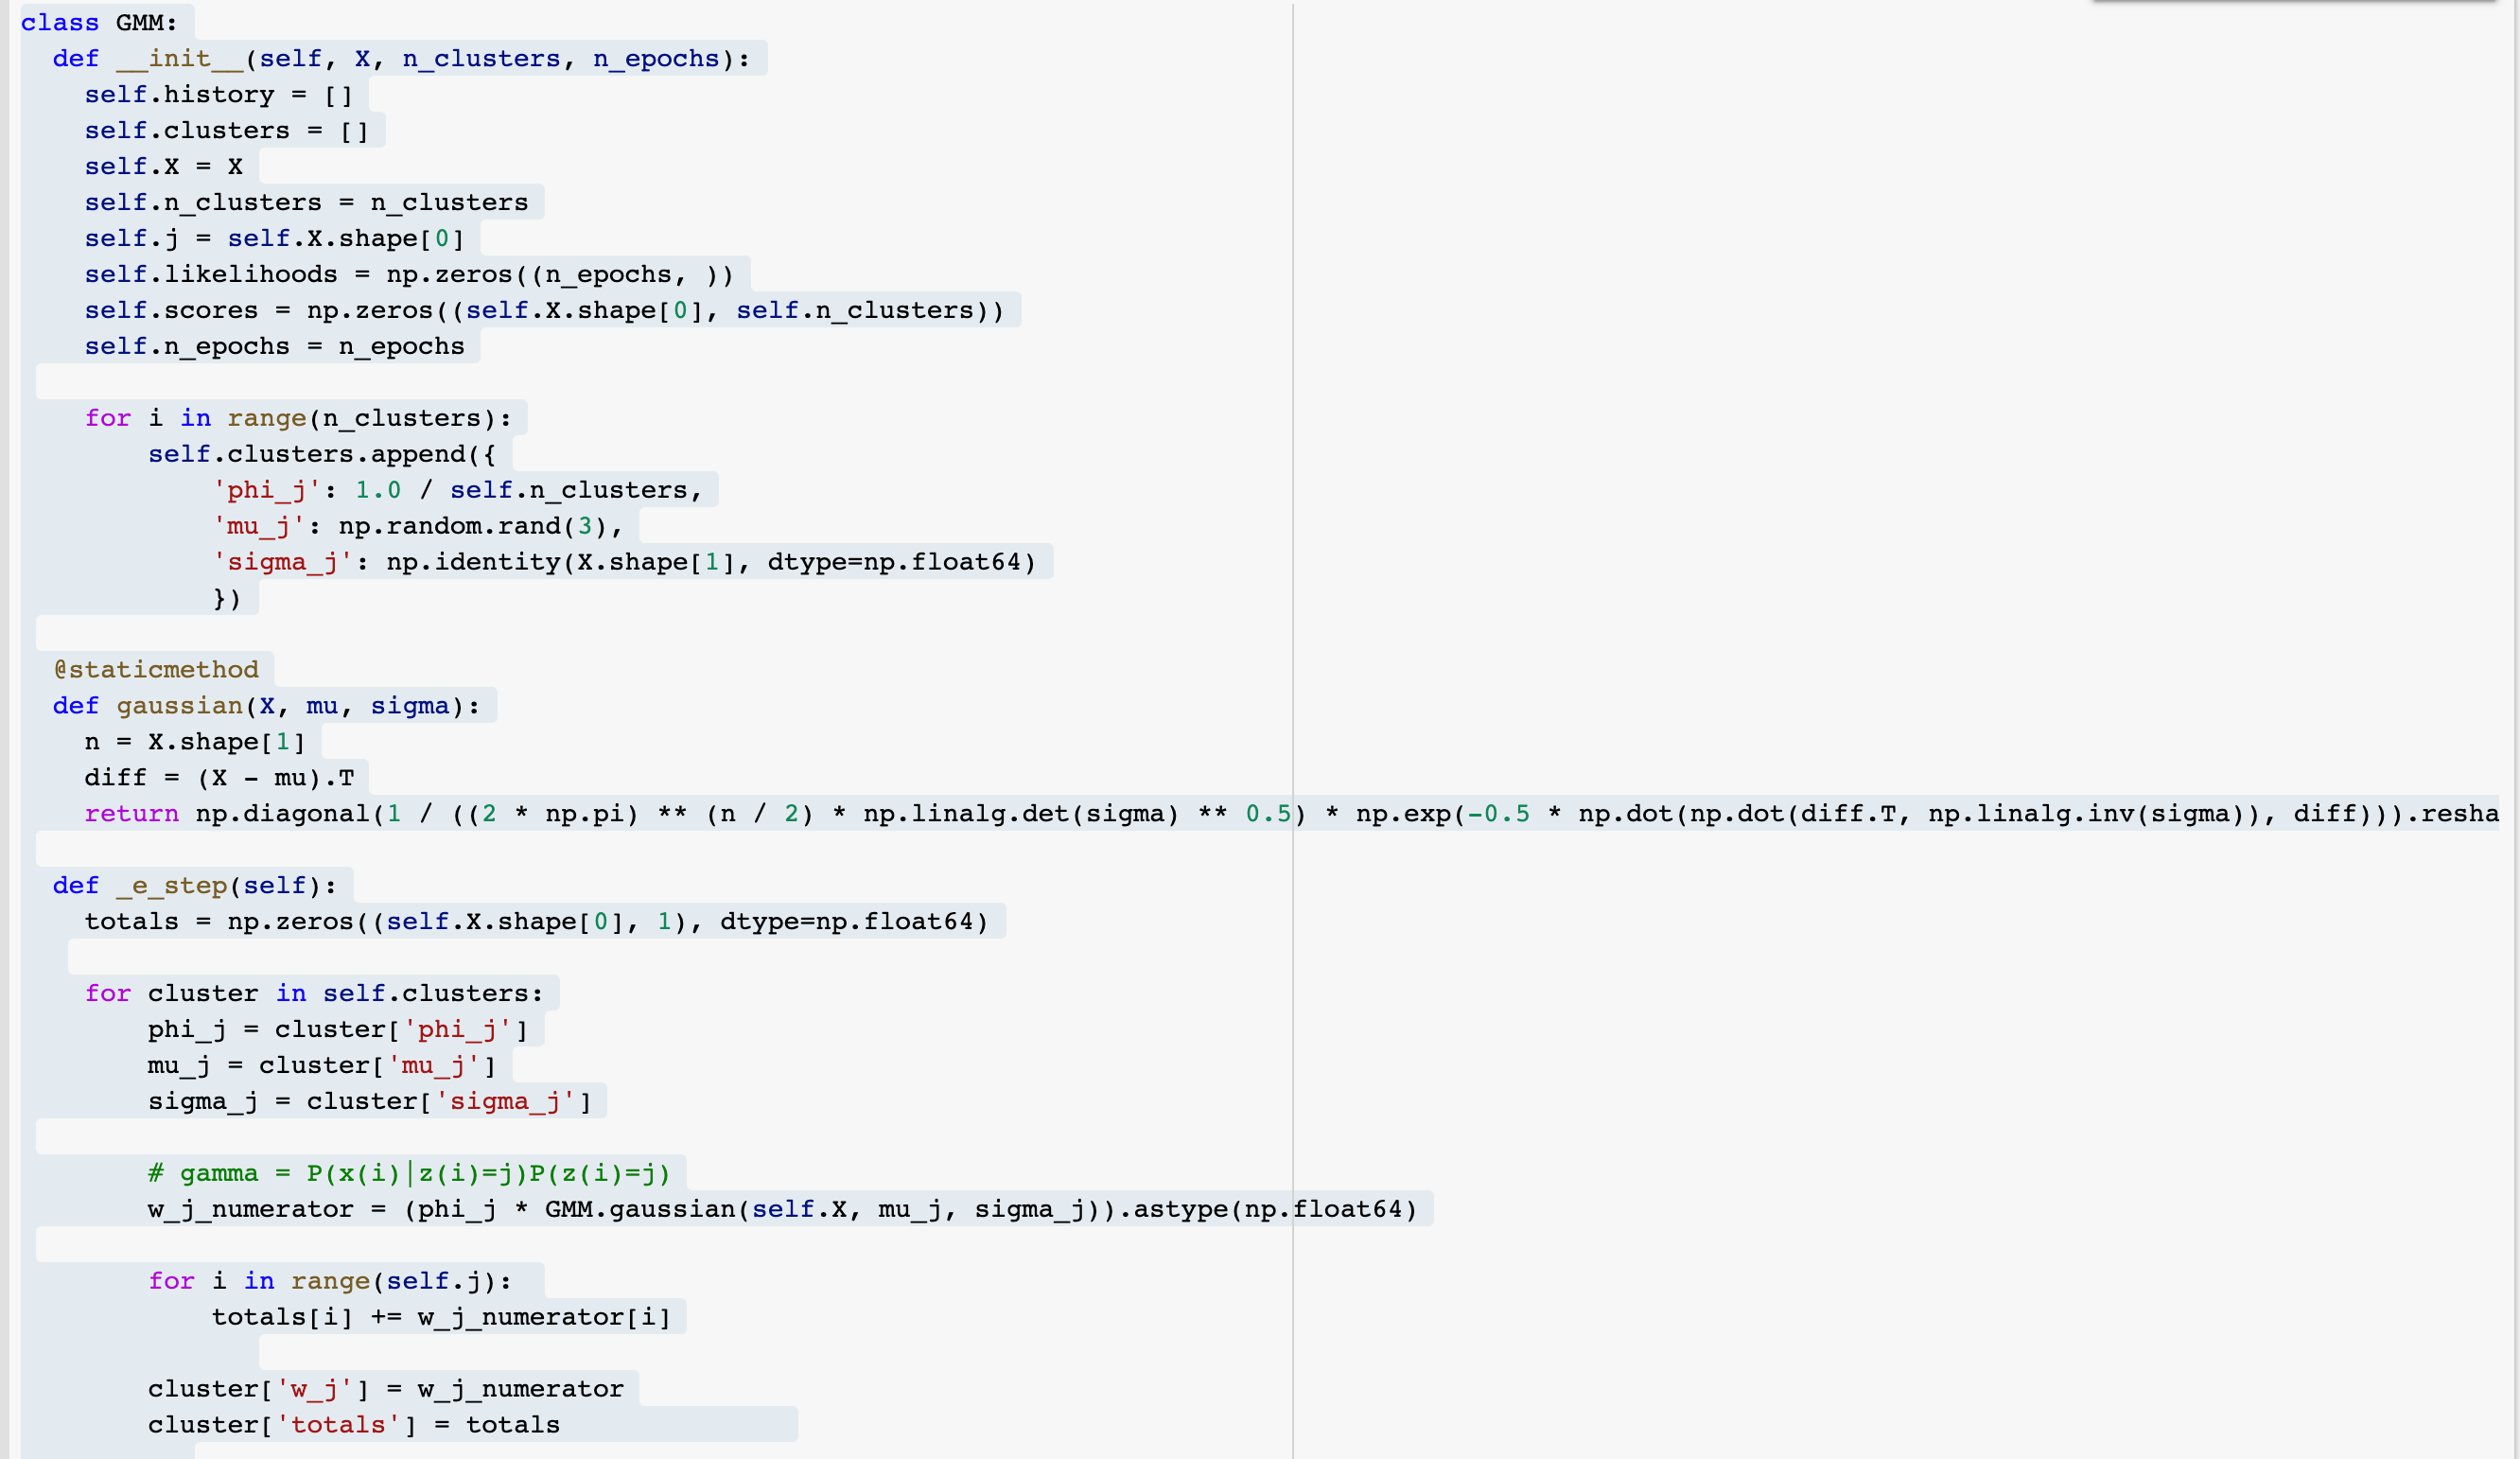 class GMM:
  def __init__(self, X, n_clusters, n_epochs):
    self.history = []
    self.clusters = []
    self.X = X
    self.n_clusters = n_clusters
    self.j = self.X.shape[0]
    self.likelihoods = np.zeros((n_epochs, ))
    self.scores = np.zeros((self.X.shape[0], self.n_clusters))
    self.n_epochs = n_epochs

    for i in range(n_clusters):
        self.clusters.append({
            'phi_j': 1.0 / self.n_clusters,
            'mu_j': np.random.rand(3),
            'sigma_j': np.identity(X.shape[1], dtype=np.float64)
            })

  @staticmethod
  def gaussian(X, mu, sigma):
    n = X.shape[1]
    diff = (X - mu).T
    return np.diagonal(1 / ((2 * np.pi) ** (n / 2) * np.linalg.det(sigma) ** 0.5) * np.exp(-0.5 * np.dot(np.dot(diff.T, np.linalg.inv(sigma)), diff))).resha

  def _e_step(self):
    totals = np.zeros((self.X.shape[0], 1), dtype=np.float64)

    for cluster in self.clusters:
        phi_j = cluster['phi_j']
        mu_j = cluster['mu_j']
        sigma_j = cluster['sigma_j']

        # gamma = P(x(i)|z(i)=j)P(z(i)=j)
        w_j_numerator = (phi_j * GMM.gaussian(self.X, mu_j, sigma_j)).astype(np.float64)

        for i in range(self.j):
            totals[i] += w_j_numerator[i]

        cluster['w_j'] = w_j_numerator
        cluster['totals'] = totals